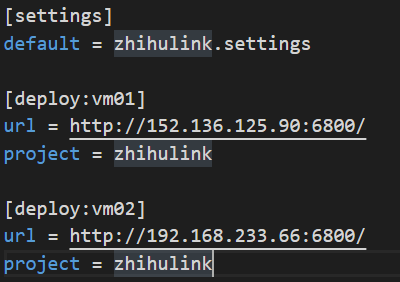 [settings]
default = zhihulink.settings
[deploy:vm01]
url = http://152.136.125.90:6800/
project = zhihulink
[deploy:vm02]
url = http://192.168.233.66:6800/
project = zhihulink